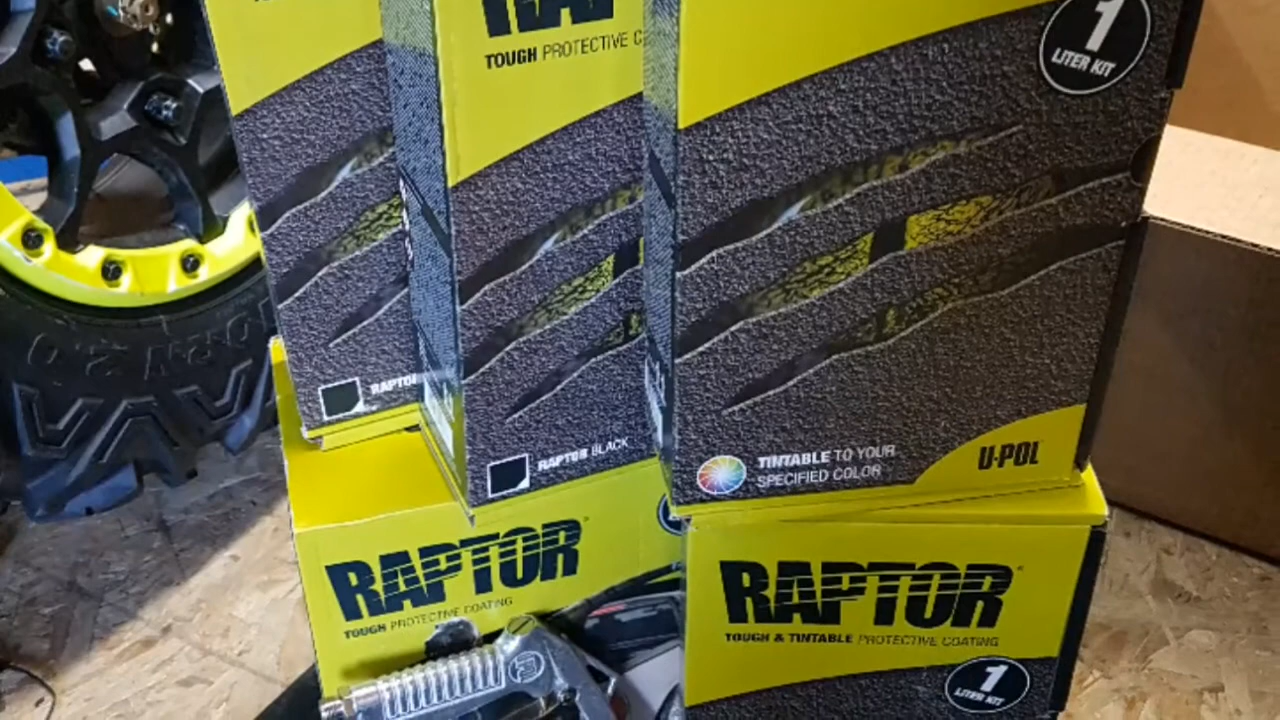 RAPTOR
TOUGH PROTECTIVE
1
LITER KIT
RAPTOR
RAPTOR BLACK
TINTABLE TO YOUR
SPECIFIED COLOR
U-POL
RAPTOR
TOUGH PROTECTIVE COATING
RAPTOR
TOUGH & TINTABLE PROTECTIVE COATING
1
LITER KIT